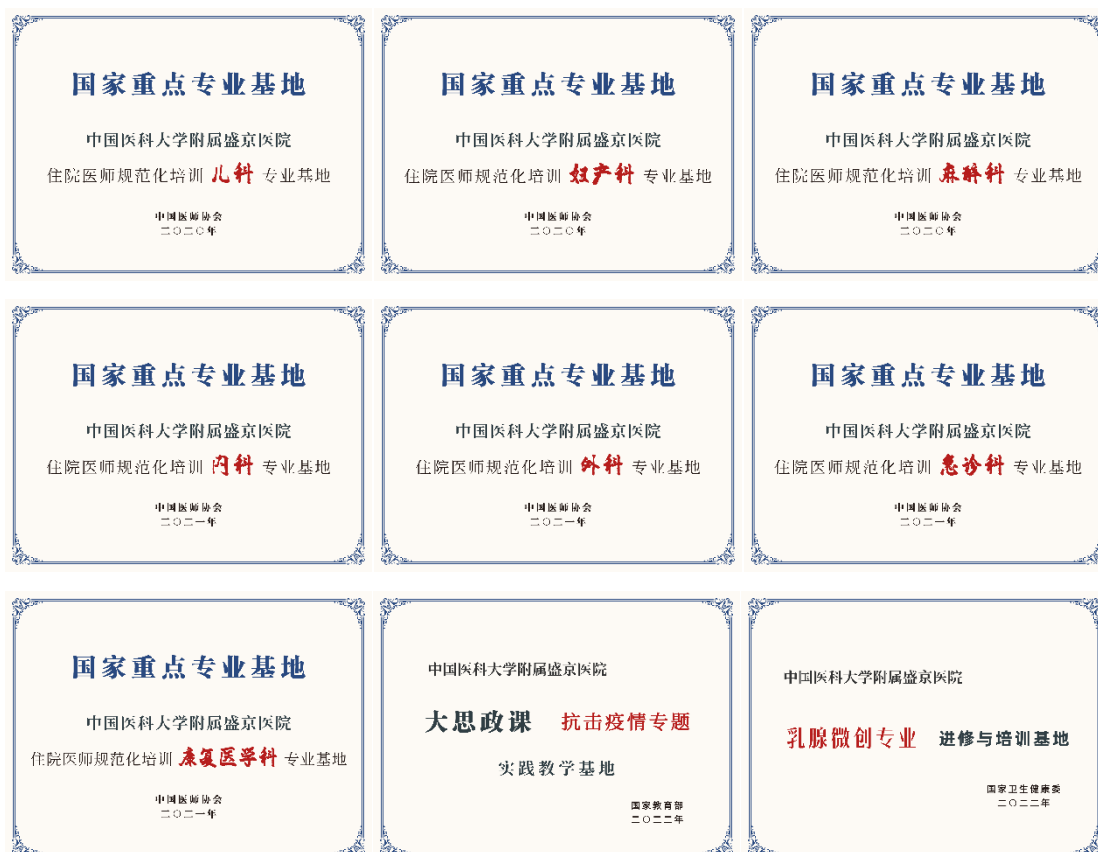 国家重点专业基地
中国医科大学附属盛京医院
住院医师规范化培训 儿科 专业基地
中国医师协会
二〇二〇年
国家重点专业基地
中国医科大学附属盛京医院
住院医师规范化培训 妇产科 专业基地
中国医师协会
二〇二〇年
国家重点专业基地
中国医科大学附属盛京医院
住院医师规范化培训 麻醉科 专业基地
中国医师协会
二〇二〇年
国家重点专业基地
中国医科大学附属盛京医院
住院医师规范化培训 内科 专业基地
中国医师协会
二〇二一年
国家重点专业基地
中国医科大学附属盛京医院
住院医师规范化培训 外科 专业基地
中国医师协会
二〇二一年
国家重点专业基地
中国医科大学附属盛京医院
住院医师规范化培训 急诊科 专业基地
中国医师协会
二〇二一年
国家重点专业基地
中国医科大学附属盛京医院
住院医师规范化培训 康复医学科 专业基地
中国医师协会
二〇二一年
中国医科大学附属盛京医院
大思政课 抗击疫情专题
实践教学基地
国家教育部
二〇二二年
中国医科大学附属盛京医院
乳腺微创专业 进修与培训基地
国家卫生健康委
二〇二二年